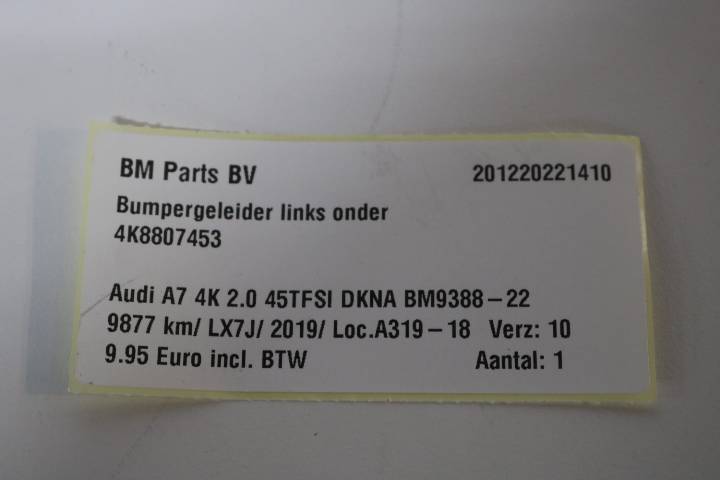 BM Parts BV 201220221410
Bumpergeleider links onder
4K8807453
Audi A7 4K 2.0 45TFSI DKNA BM9388-22
9877 km/ LX7J/ 2019/ Loc.A319-18 Verz: 10
9.95 Euro incl. BTW Aantal: 1